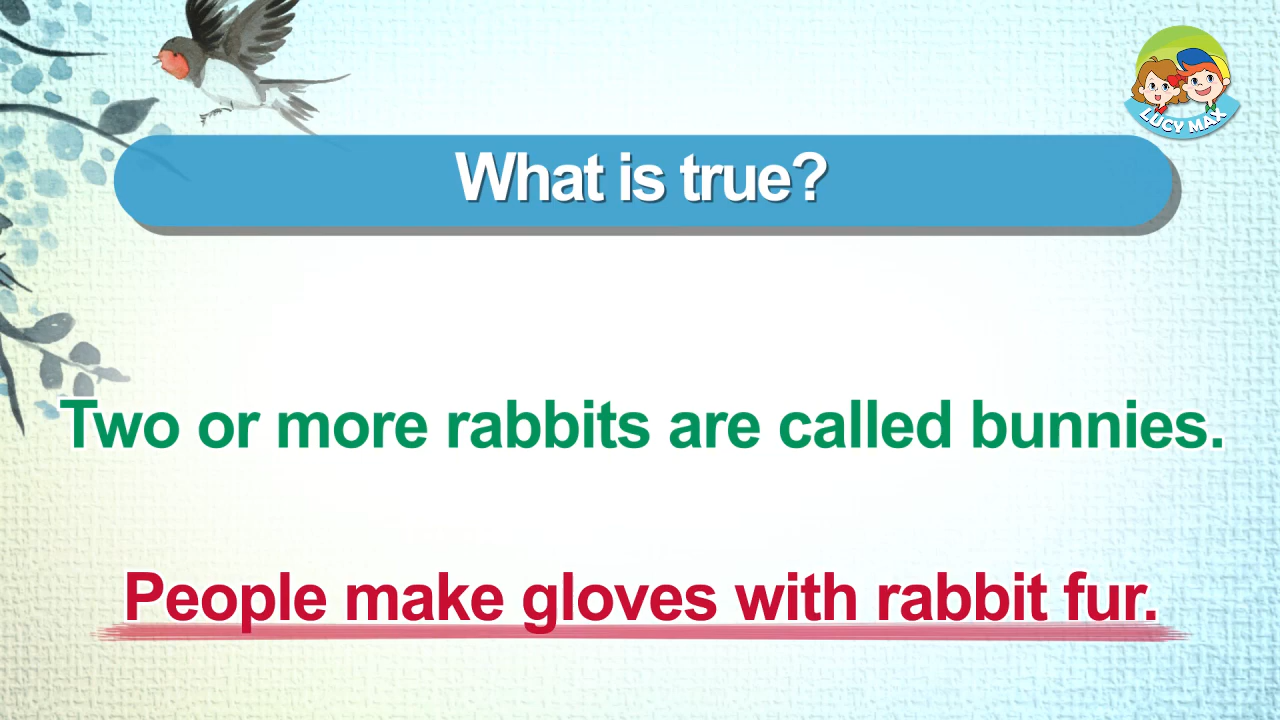 LUCY MAX
What is true?
Two or more rabbits are called bunnies.
People make gloves with rabbit fur.